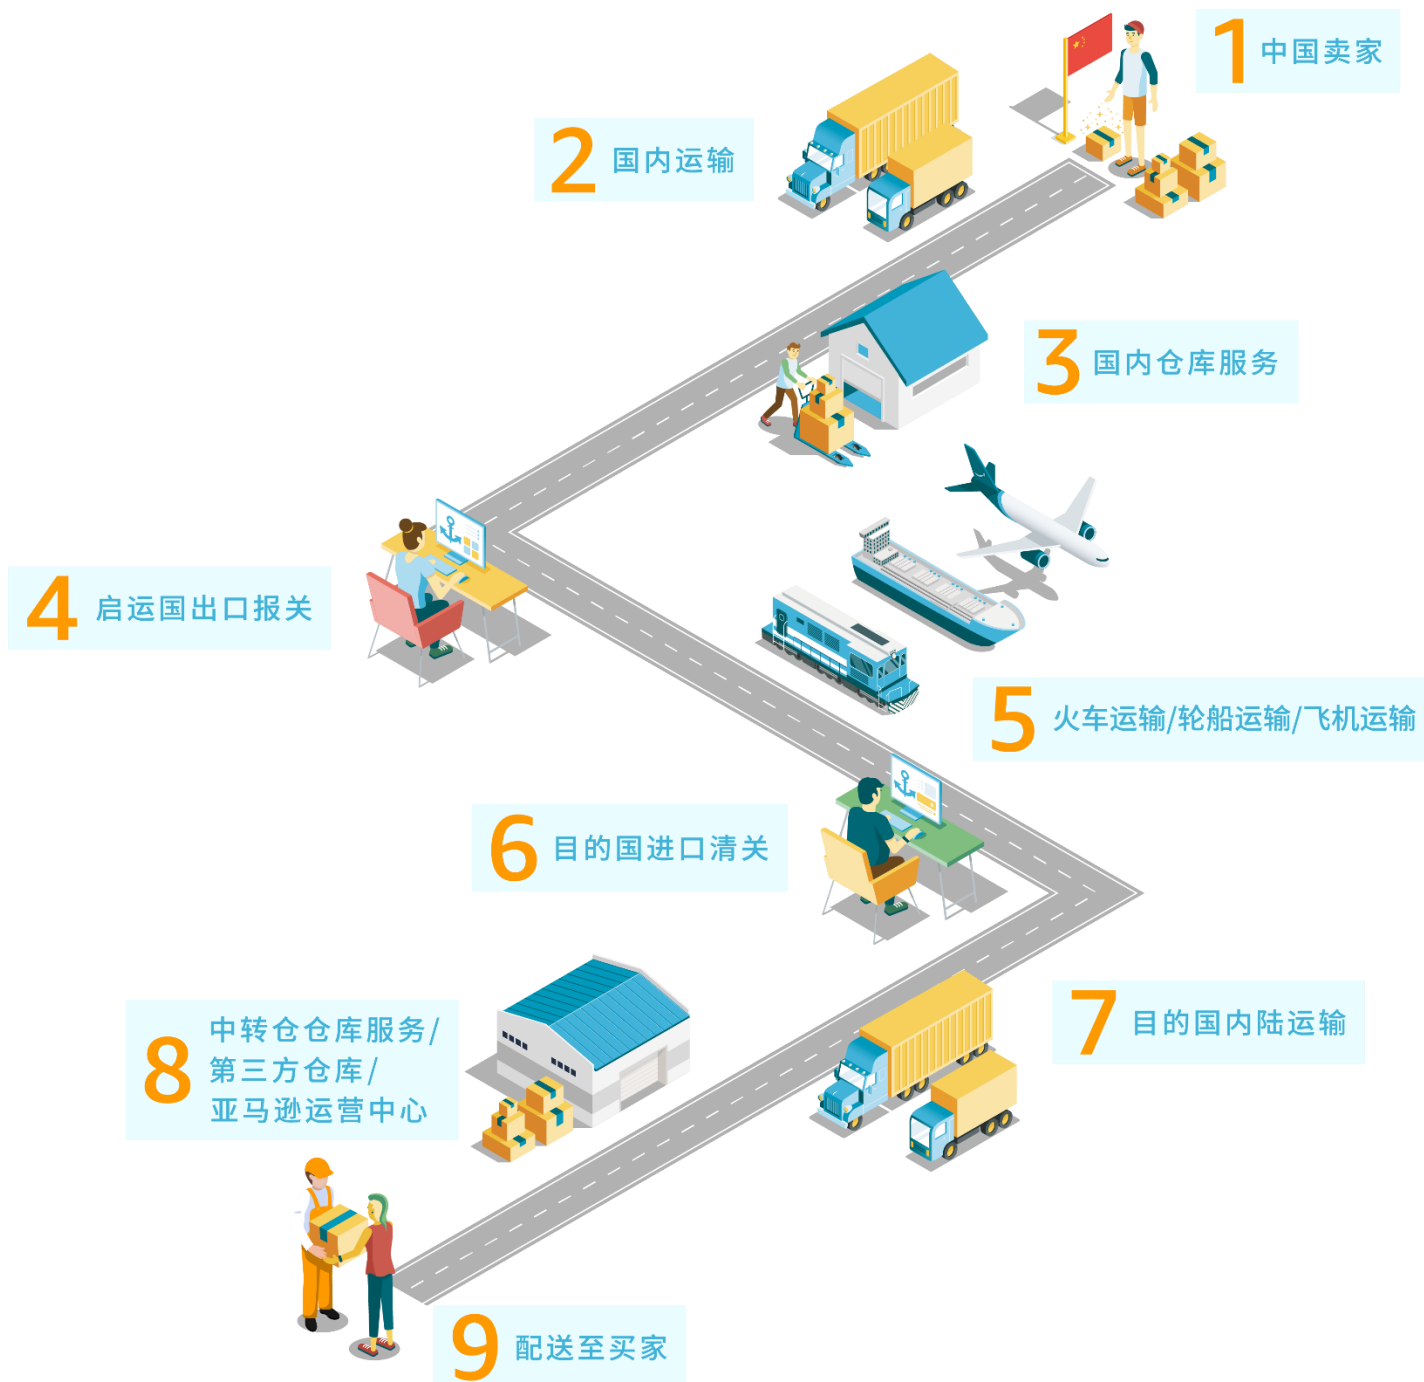 1 中国卖家
2 国内运输
3 国内仓库服务
4 启运国出口报关
5 火车运输/轮船运输/飞机运输
6 目的国进口清关
7 目的国内陆运输
8 中转仓仓库服务/
第三方仓库/
亚马逊运营中心
9 配送至买家